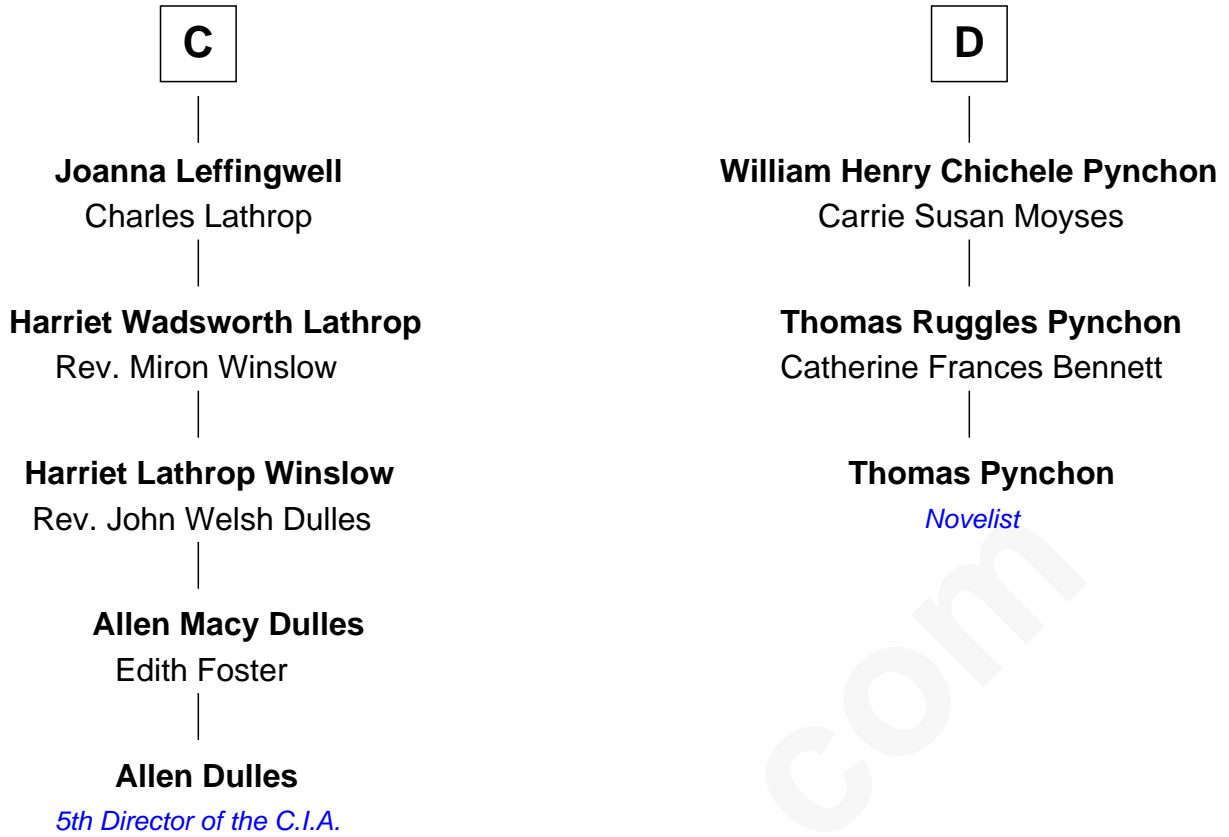 C
Joanna Leffingwell
Charles Lathrop
Harriet Wadsworth Lathrop
Rev. Miron Winslow
Harriet Lathrop Winslow
Rev. John Welsh Dulles
Allen Macy Dulles
Edith Foster
Allen Dulles
5th Director of the C.I.A.
D
William Henry Chichele Pynchon
Carrie Susan Moyses
Thomas Ruggles Pynchon
Catherine Frances Bennett
Thomas Pynchon
Novelist
com